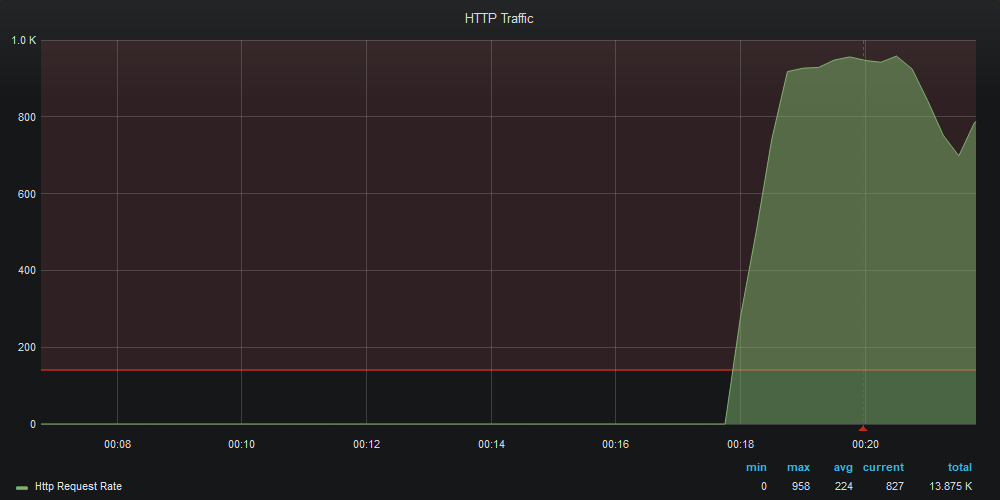 HTTP Traffic
1.0 K
800
600
400
200
0
00:08 00:10 00:12 00:14 00:16 00:18 00:20
min max avg current total
Http Request Rate 0 958 224 827 13.875 K